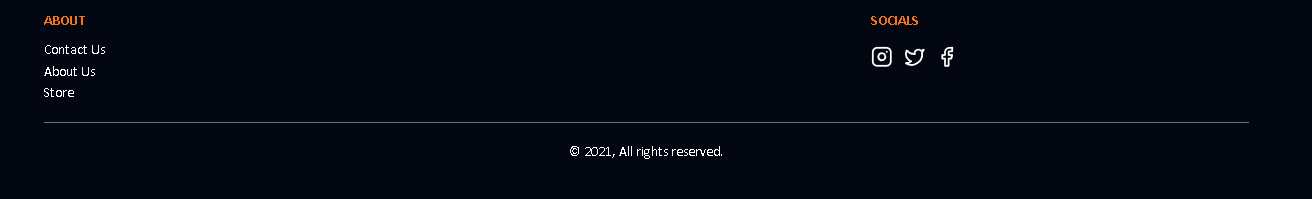 ABOUT
Contact Us
About Us
Store
SOCIALS
© 2021, All rights reserved.